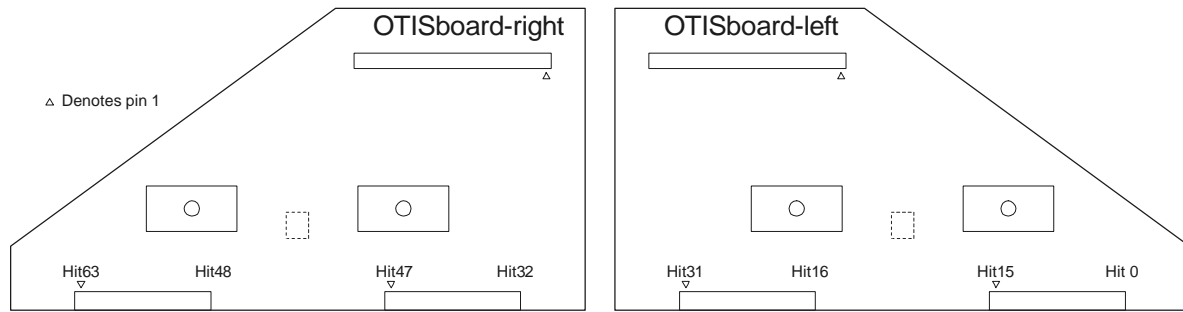 OTISboard-right
OTISboard-left
Denotes pin 1
Hit63 Hit48 Hit47 Hit32 Hit31 Hit16 Hit15 Hit 0